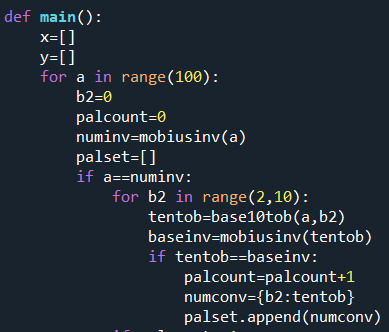 def main():
    x=[]
    y=[]
    for a in range(100):
        b2=0
        palcount=0
        numinv=mobiusinv(a)
        palset=[]
        if a==numinv:
            for b2 in range(2,10):
                tentob=base10tob(a,b2)
                baseinv=mobiusinv(tentob)
                if tentob==baseinv:
                    palcount=palcount+1
                    numconv={b2:tentob}
                    palset.append(numconv)